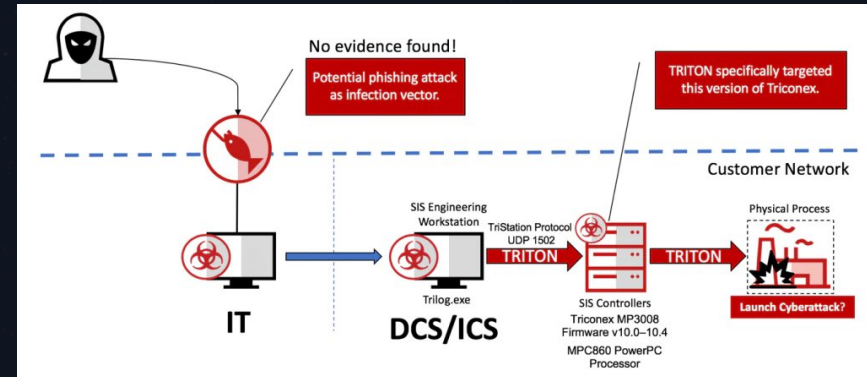 No evidence found!
Potential phishing attack
as infection vector.
TRITON specifically targeted
this version of Triconex.
Customer Network
SIS Engineering
Workstation
TriStation Protocol
UDP 1502
Physical Process
TRITON
TRITON
Trilog.exe
SIS Controllers
Triconex MP3008
Firmware v10.0–10.4
MPC860 PowerPC
Processor
Launch Cyberattack?
IT
DCS/ICS